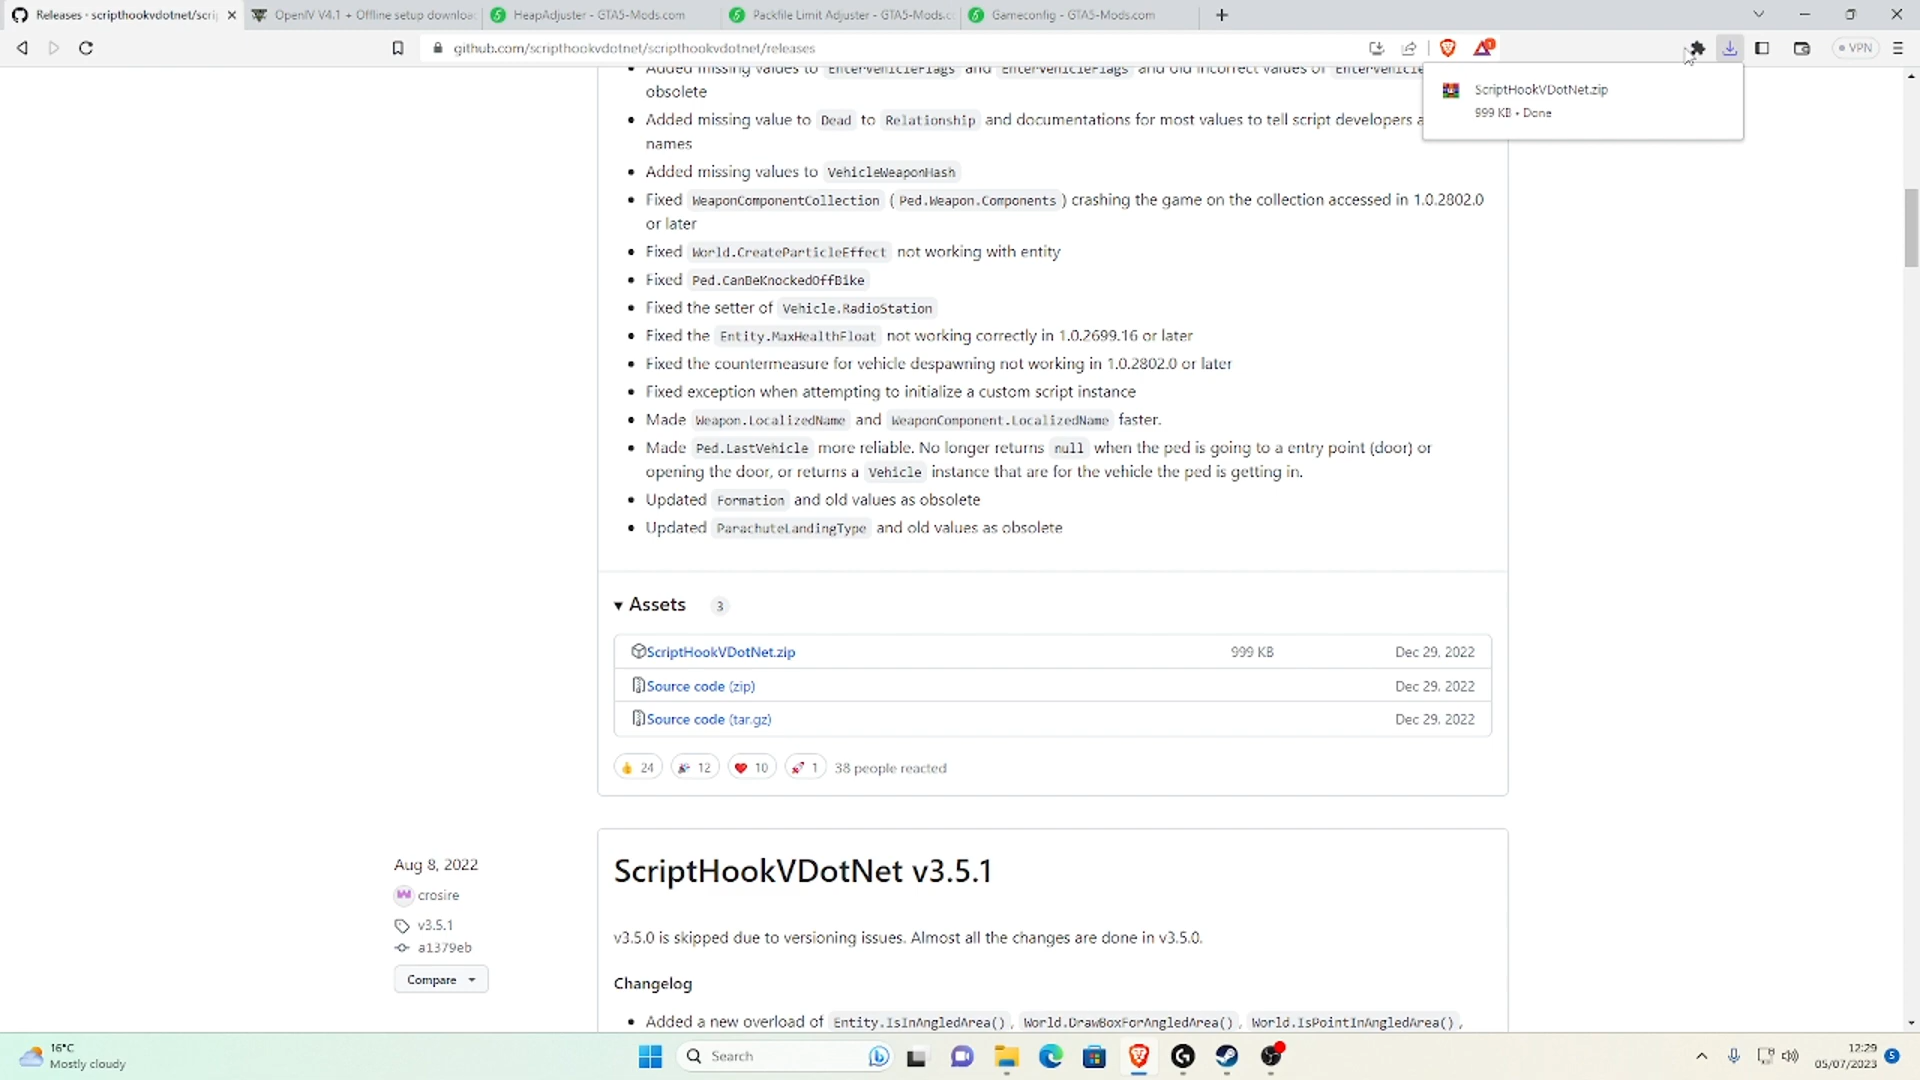 Releases · scripthookvdotnet/scri
OpenIV V4.1 + Offline setup downloa
HeapAdjuster - GTA5-Mods.com
Packfile Limit Adjuster - GTA5-Mods.c
Gameconfig - GTA5-Mods.com
github.com/scripthookvdotnet/scripthookvdotnet/releases
VPN
ScriptHookVDotNet.zip
999 KB • Done
Added missing values to EnterVehicleFlags and EnterVehicleFlags and old incorrect values of EnterVehicle
obsolete
Added missing value to Dead to Relationship and documentations for most values to tell script developers
names
Added missing values to VehicleWeaponHash
Fixed WeaponComponentCollection ( Ped.Weapon.Components ) crashing the game on the collection accessed in 1.0.2802.0
or later
Fixed World.CreateParticleEffect not working with entity
Fixed Ped.CanBeKnockedOffBike
Fixed the setter of Vehicle.RadioStation
Fixed the Entity.MaxHealthFloat not working correctly in 1.0.2699.16 or later
Fixed the countermeasure for vehicle despawning not working in 1.0.2802.0 or later
Fixed exception when attempting to initialize a custom script instance
Made Weapon.LocalizedName and WeaponComponent.LocalizedName faster.
Made Ped.LastVehicle more reliable. No longer returns null when the ped is going to a entry point (door) or
opening the door, or returns a Vehicle instance that are for the vehicle the ped is getting in.
Updated Formation and old values as obsolete
Updated ParachuteLandingType and old values as obsolete
Assets 3
ScriptHookVDotNet.zip 999 KB Dec 29, 2022
Source code (zip) Dec 29, 2022
Source code (tar.gz) Dec 29, 2022
24 12 10 1 38 people reacted
Aug 8, 2022
crosire
v3.5.1
a1379eb
Compare
ScriptHookVDotNet v3.5.1
v3.5.0 is skipped due to versioning issues. Almost all the changes are done in v3.5.0.
Changelog
Added a new overload of Entity.IsInAngledArea() , World.DrawBoxForAngledArea() , World.IsPointInAngledArea() ,
16°C
Mostly cloudy
Search
12:29
05/07/2023
5